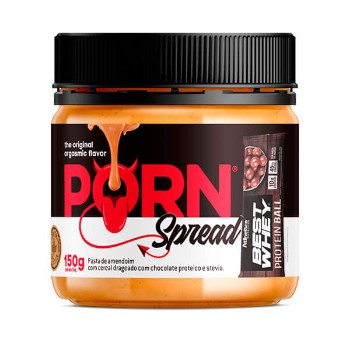 the original
orgasmic flavor
PORN®
Spread
150g
Pasta de amendoim
com cereal drageado com chocolate proteico e stevia.
BEST
WHEY
PROTEIN BALL